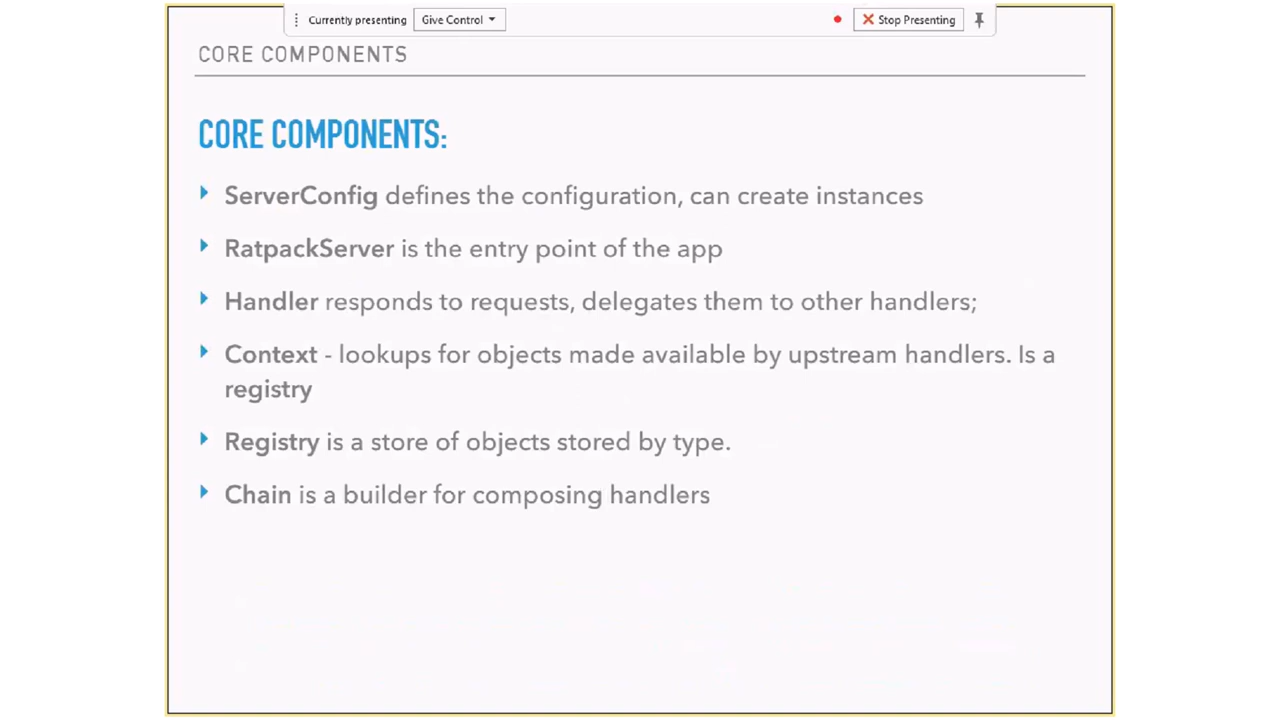 Currently presenting Give Control Stop Presenting
CORE COMPONENTS
CORE COMPONENTS:
ServerConfig defines the configuration, can create instances
RatpackServer is the entry point of the app
Handler responds to requests, delegates them to other handlers;
Context - lookups for objects made available by upstream handlers. Is a
registry
Registry is a store of objects stored by type.
Chain is a builder for composing handlers